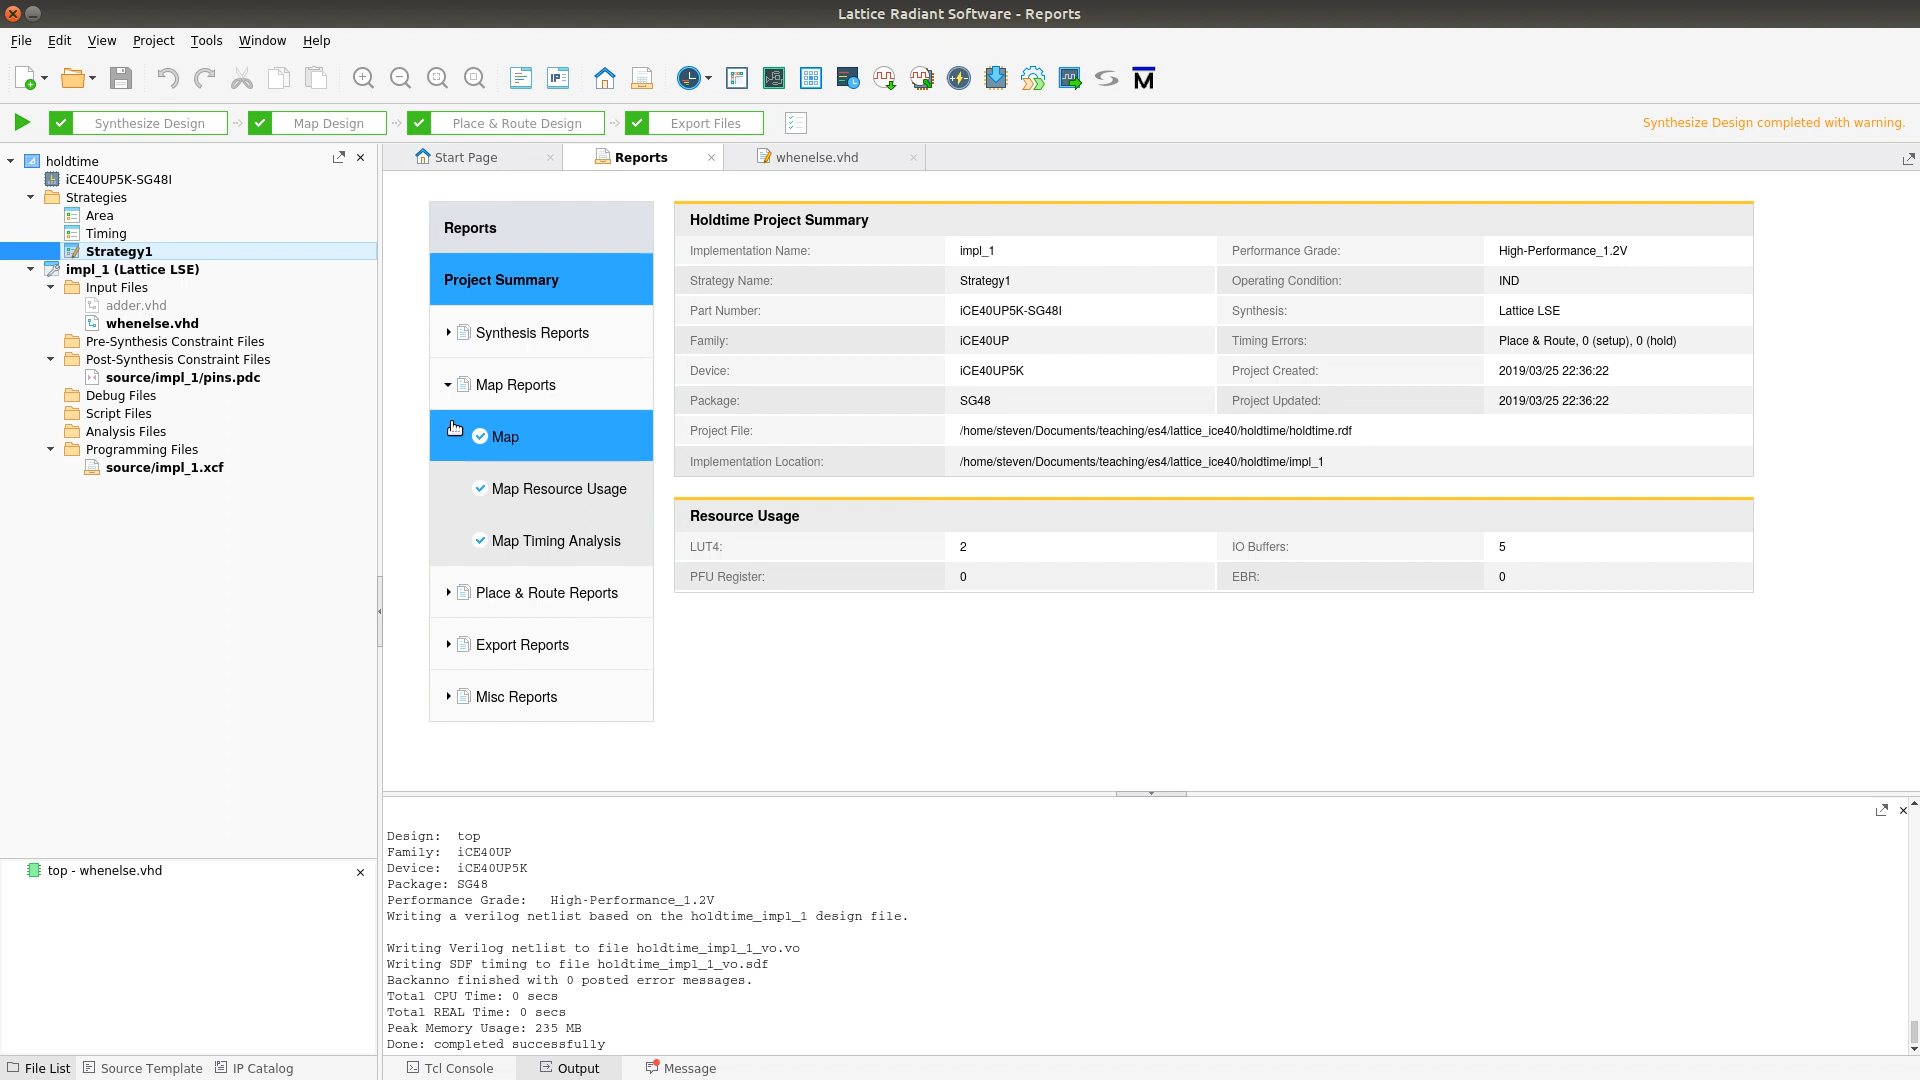 Lattice Radiant Software - Reports
File Edit View Project Tools Window Help
IP
M
Synthesize Design
Map Design
Place & Route Design
Export Files
Synthesize Design completed with warning.
holdtime
iCE40UP5K-SG48I
Strategies
Area
Timing
Strategy1
impl_1 (Lattice LSE)
Input Files
adder.vhd
whenelse.vhd
Pre-Synthesis Constraint Files
Post-Synthesis Constraint Files
source/impl_1/pins.pdc
Debug Files
Script Files
Analysis Files
Programming Files
source/impl_1.xcf
top - whenelse.vhd
File List
Source Template
IP Catalog
Start Page
Reports
whenelse.vhd
Reports
Project Summary
Synthesis Reports
Map Reports
Map
Map Resource Usage
Map Timing Analysis
Place & Route Reports
Export Reports
Misc Reports
Holdtime Project Summary
Implementation Name: impl_1 Performance Grade: High-Performance_1.2V
Strategy Name: Strategy1 Operating Condition: IND
Part Number: iCE40UP5K-SG48I Synthesis: Lattice LSE
Family: iCE40UP Timing Errors: Place & Route, 0 (setup), 0 (hold)
Device: iCE40UP5K Project Created: 2019/03/25 22:36:22
Package: SG48 Project Updated: 2019/03/25 22:36:22
Project File: /home/steven/Documents/teaching/es4/lattice_ice40/holdtime/holdtime.rdf
Implementation Location: /home/steven/Documents/teaching/es4/lattice_ice40/holdtime/impl_1
Resource Usage
LUT4: 2 IO Buffers: 5
PFU Register: 0 EBR: 0
Design: top
Family: iCE40UP
Device: iCE40UP5K
Package: SG48
Performance Grade: High-Performance_1.2V
Writing a verilog netlist based on the holdtime_impl_1 design file.
Writing Verilog netlist to file holdtime_impl_1_vo.vo
Writing SDF timing to file holdtime_impl_1_vo.sdf
Backanno finished with 0 posted error messages.
Total CPU Time: 0 secs
Total REAL Time: 0 secs
Peak Memory Usage: 235 MB
Done: completed successfully
Tcl Console
Output
Message